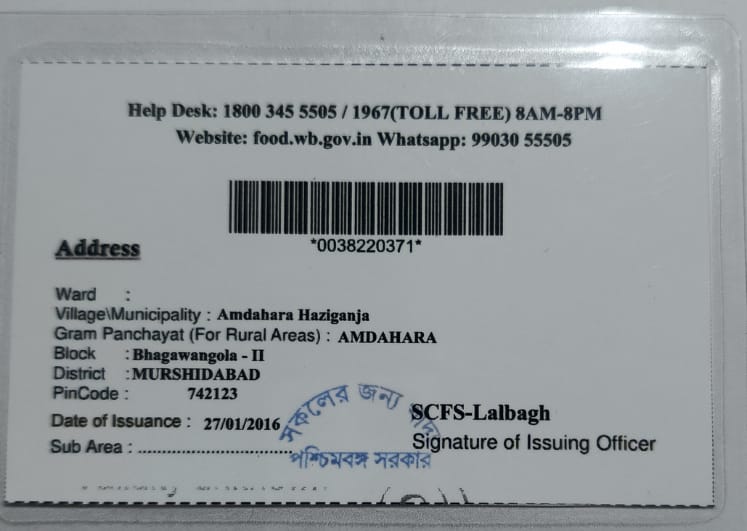 Help Desk: 1800 345 5505 / 1967(TOLL FREE) 8AM-8PM
Website: food.wb.gov.in Whatsapp: 99030 55505
*0038220371*
Address
Ward :
Village\Municipality : Amdahara Haziganja
Gram Panchayat (For Rural Areas) : AMDAHARA
Block : Bhagawangola - II
District : MURSHIDABAD
PinCode : 742123
Date of Issuance : 27/01/2016
Sub Area : ..............................
সকলের জন্য
পশ্চিমবঙ্গ সরকার
SCFS-Lalbagh
Signature of Issuing Officer